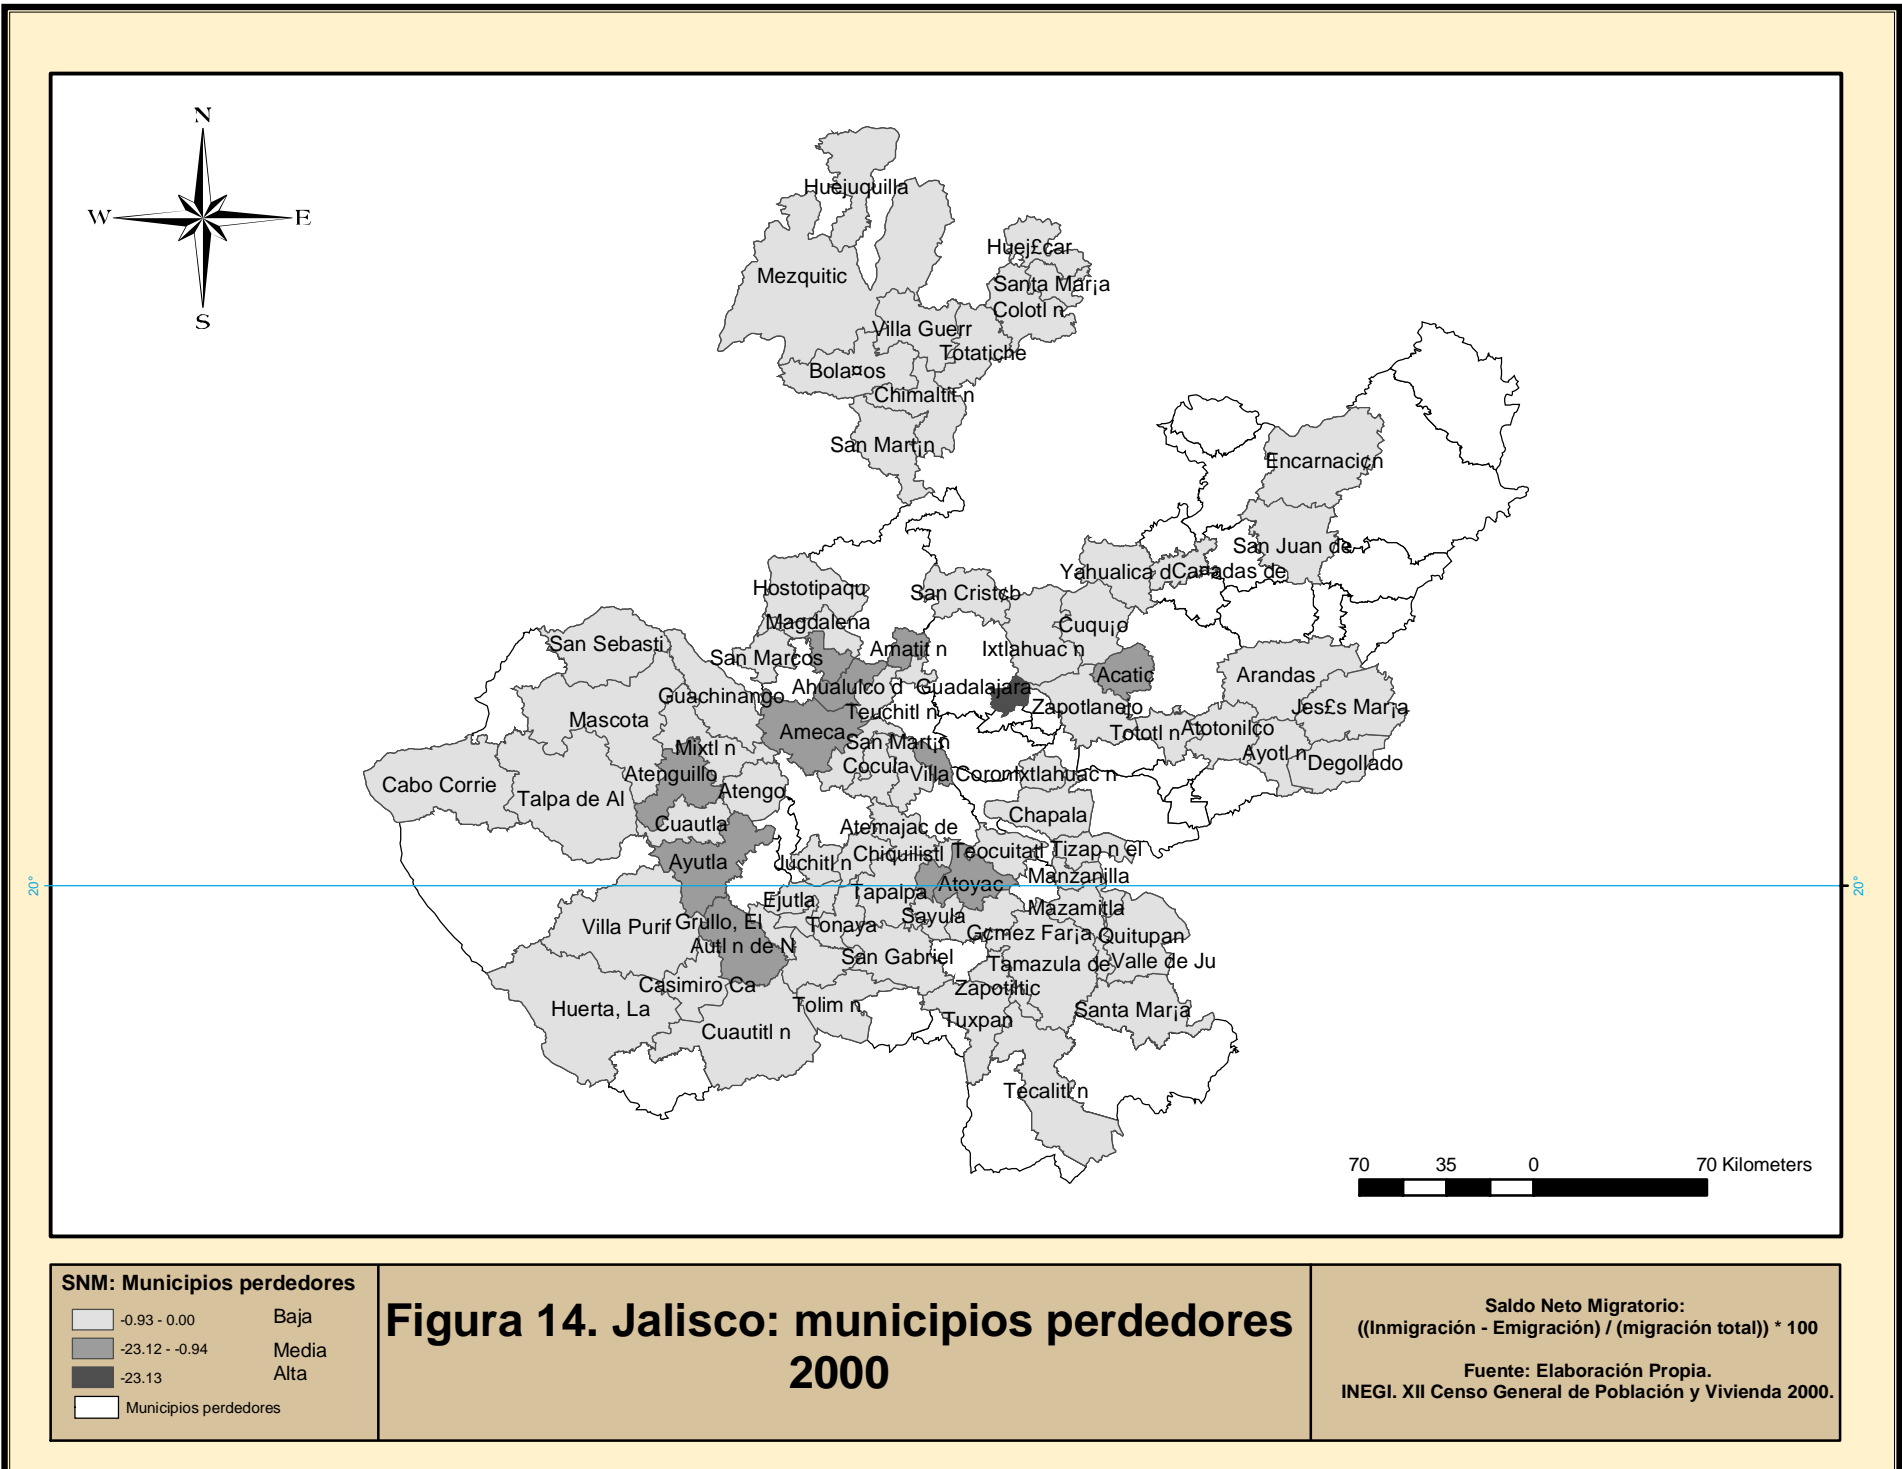 N
W
E
S
Huejuquilla
Huej£car
Mezquitic
Santa Mar¡a
Colotl n
Villa Guerr
Totatiche
Bola¤os
Chimaltit n
San Mart¡n
Encarnaci¢n
San Juan de
Yahualica d
Ca¤adas de
Hostotipaqu
San Crist¢b
Magdalena
Cuqu¡o
San Sebasti
Amatit n
Ixtlahuac n
San Marcos
Acatic
Arandas
Ahualulco d
Guadalajara
Guachinango
Zapotlanejo
Jes£s Mar¡a
Teuchitl n
Mascota
Ameca
Tototl n
Atotonilco
San Mart¡n
Mixtl n
Ayotl n
Degollado
Cocula
Atenguillo
Villa Coron
Ixtlahuac n
Cabo Corrie
Atengo
Talpa de Al
Chapala
Cuautla
Atemajac de
Chiquilistl
Teocuitatl
Tizap n el
Ayutla
Juchitl n
Manzanilla
20°
Atoyac
20°
Tapalpa
Ejutla
Mazamitla
Sayula
Villa Purif
Grullo, El
Tonaya
G¢mez Far¡a
Quitupan
Autl n de N
San Gabriel
Tamazula de
Valle de Ju
Casimiro Ca
Zapotiltic
Huerta, La
Tolim n
Santa Mar¡a
Cuautitl n
Tuxpan
Tecalitl n
70 35 0 70 Kilometers
SNM: Municipios perdedores
-0.93 - 0.00 Baja
-23.12 - -0.94 Media
-23.13 Alta
Municipios perdedores
Figura 14. Jalisco: municipios perdedores
2000
Saldo Neto Migratorio:
((Inmigración - Emigración) / (migración total)) * 100
Fuente: Elaboración Propia.
INEGI. XII Censo General de Población y Vivienda 2000.